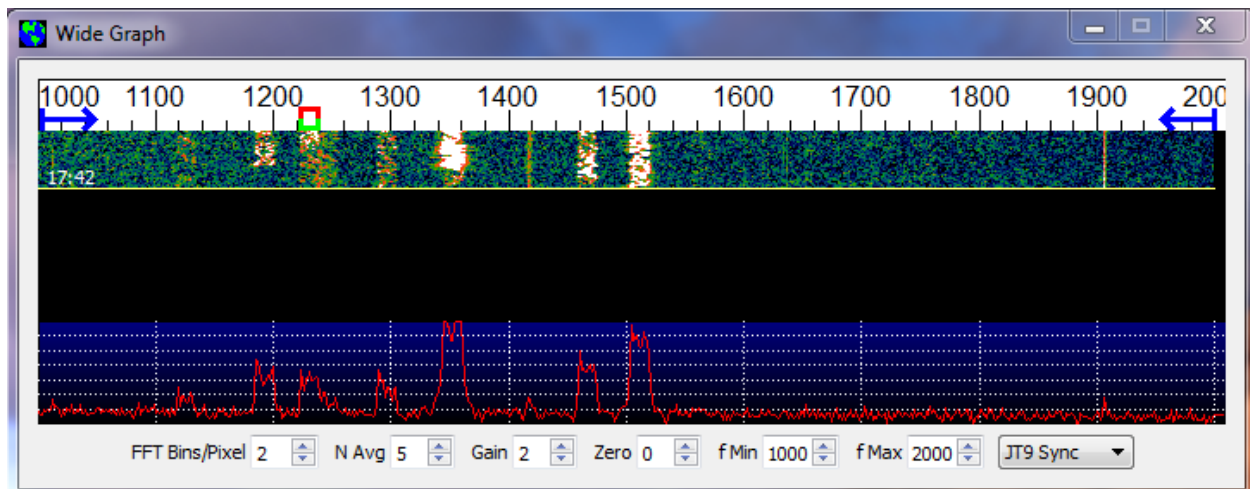 Wide Graph
1000 1100 1200 1300 1400 1500 1600 1700 1800 1900 200
17:42
FFT Bins/Pixel 2 N Avg 5 Gain 2 Zero 0 f Min 1000 f Max 2000 JT9 Sync